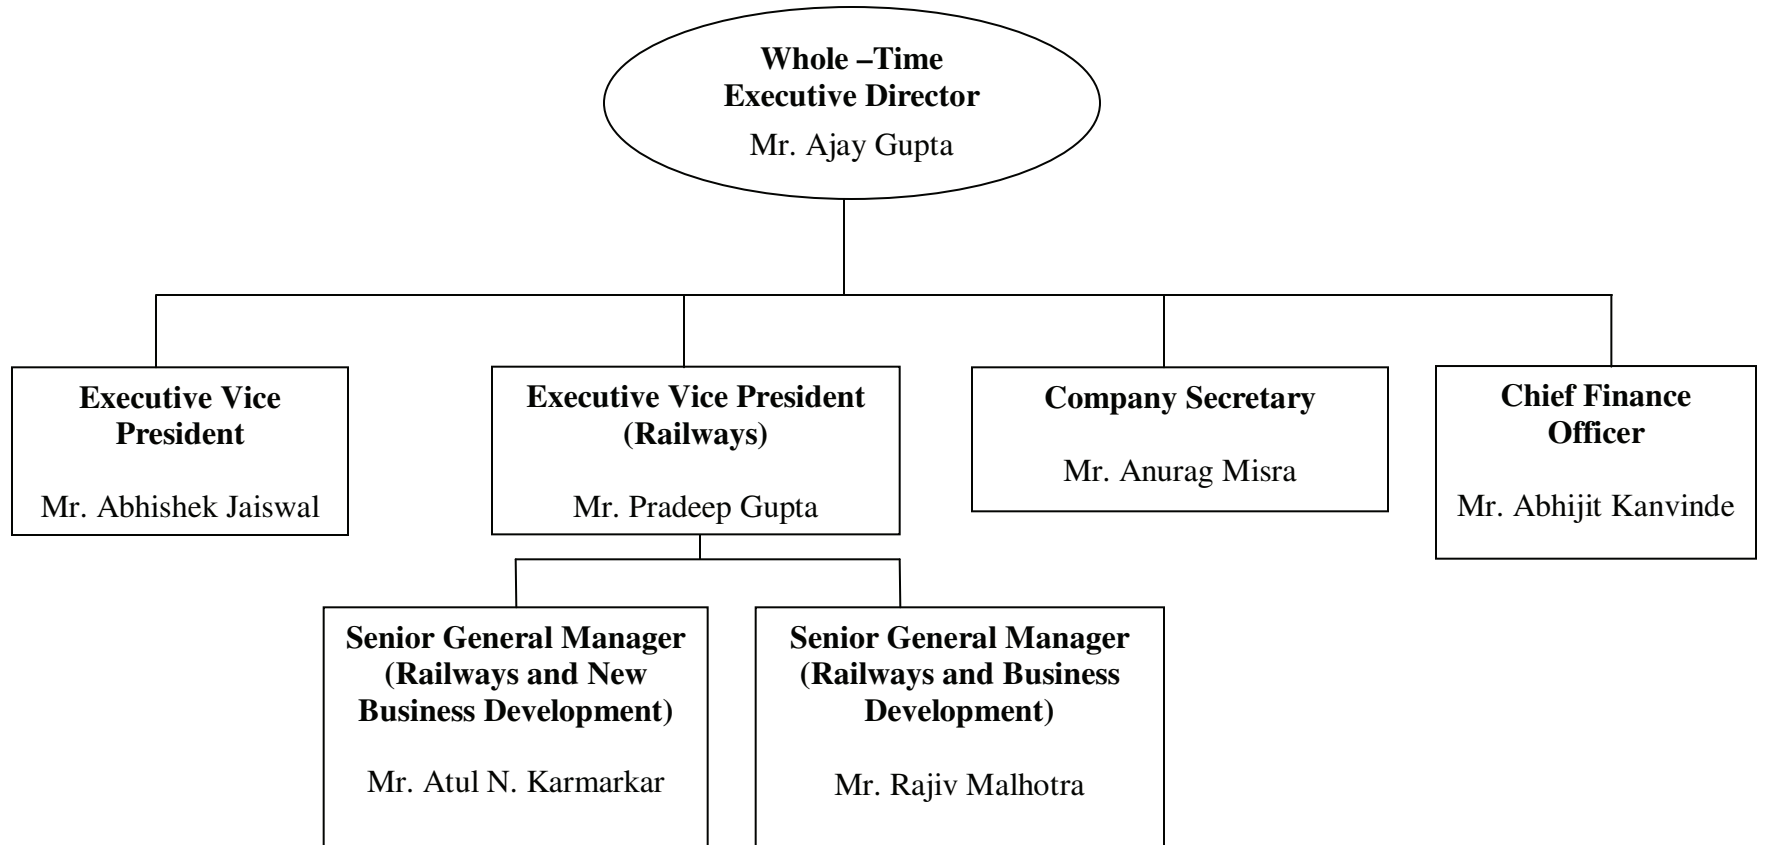 Whole –Time
Executive Director
Mr. Ajay Gupta
Executive Vice
President
Mr. Abhishek Jaiswal
Executive Vice President
(Railways)
Mr. Pradeep Gupta
Company Secretary
Mr. Anurag Misra
Chief Finance
Officer
Mr. Abhijit Kanvinde
Senior General Manager
(Railways and New
Business Development)
Mr. Atul N. Karmarkar
Senior General Manager
(Railways and Business
Development)
Mr. Rajiv Malhotra